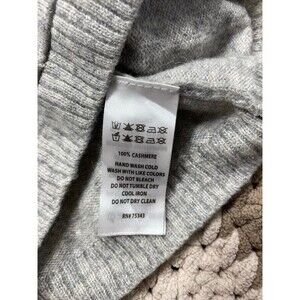 100% CASHMERE
HAND WASH COLD
WASH WITH LIKE COLORS
DO NOT BLEACH
DO NOT TUMBLE DRY
COOL IRON
DO NOT DRY CLEAN
RN# 75343